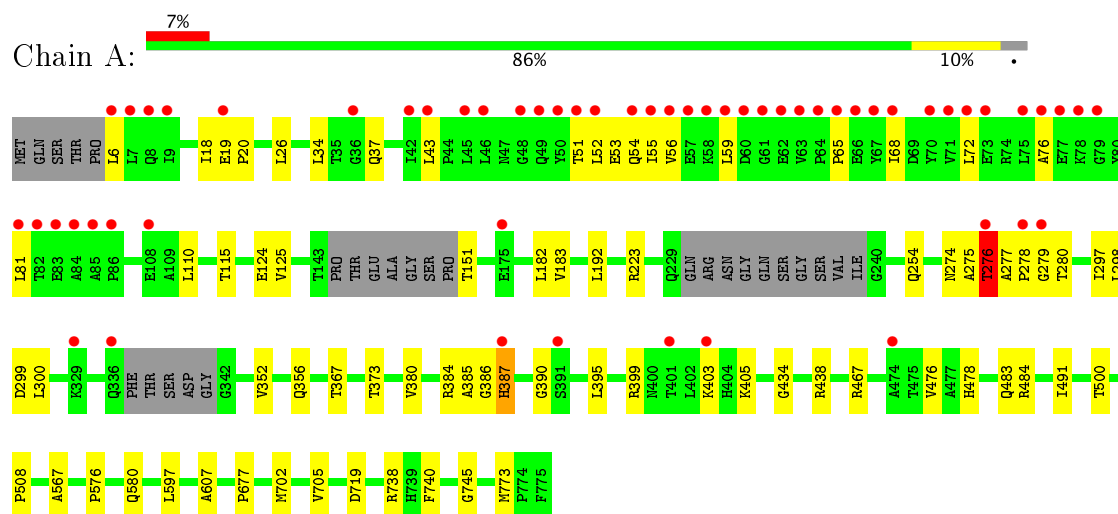 7%
Chain A:
86% 10% •
MET GLN SER THR PRO L6 L7 Q8 I9 I18 E19 P20 L26 L34 T35 G36 Q37 I42 L43 P44 L45 L46 N47 G48 Q49 Y50 T51 L52 E53 Q54 I55 V56 E57 K58 L59 D60 G61 E62 V63 P64 P65 E66 Y67 I68 D69 Y70 V71 L72 E73 R74 L75 A76 E77 K78 G79 Y80
L81 T82 E83 A84 A85 P86 E108 A109 L110 T115 E124 V125 T143 PRO THR GLU ALA GLY SER PRO T151 E175 L182 V183 L192 R223 Q229 GLN ARG ASN GLY GLN SER GLY SER VAL ILE G240 Q254 N274 A275 T276 A277 P278 G279 T280 I297 L298
D299 L300 K329 Q336 PHE THR SER ASP GLY G342 V352 Q356 T367 T373 V380 R384 A385 G386 H387 G390 S391 L395 R399 N400 T401 L402 K403 H404 K405 G434 R438 R467 A474 T475 V476 A477 H478 Q483 R484 I491 T500
P508 A567 P576 Q580 L597 A607 P677 M702 V705 D719 R738 H739 F740 G745 M773 P774 F775